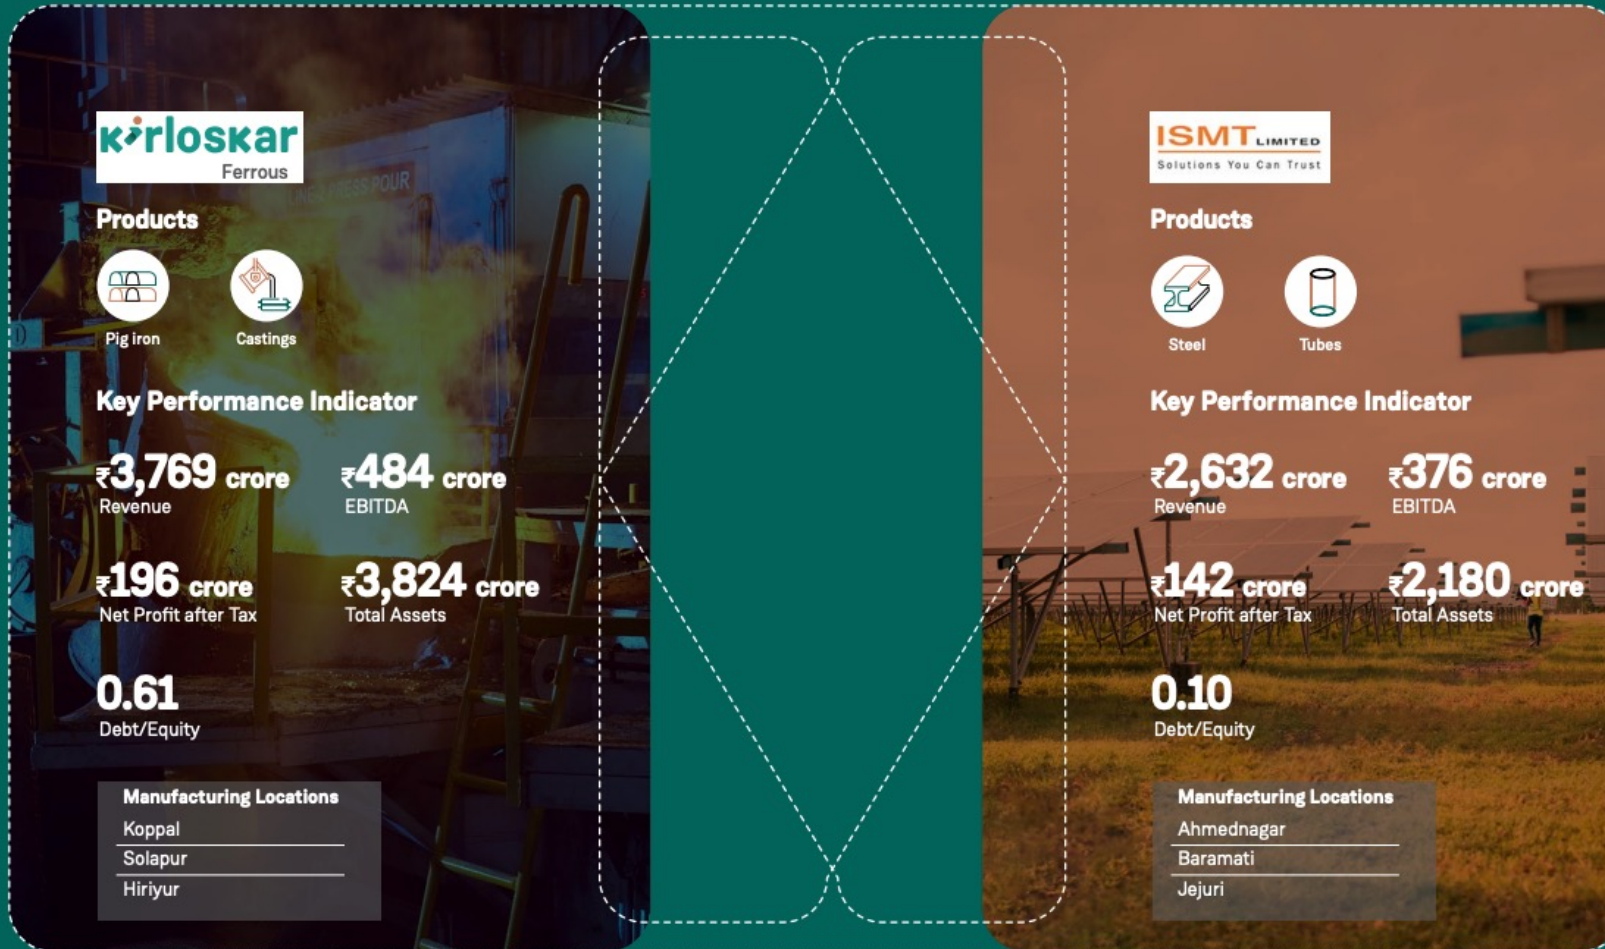 Kirloskar
Ferrous
Products
Pig iron
Castings
Key Performance Indicator
₹3,769 crore
Revenue
₹484 crore
EBITDA
₹196 crore
Net Profit after Tax
₹3,824 crore
Total Assets
0.61
Debt/Equity
Manufacturing Locations
Koppal
Solapur
Hiriyur
ISMT LIMITED
Solutions You Can Trust
Products
Steel
Tubes
Key Performance Indicator
₹2,632 crore
Revenue
₹376 crore
EBITDA
₹142 crore
Net Profit after Tax
₹2,180 crore
Total Assets
0.10
Debt/Equity
Manufacturing Locations
Ahmednagar
Baramati
Jejuri